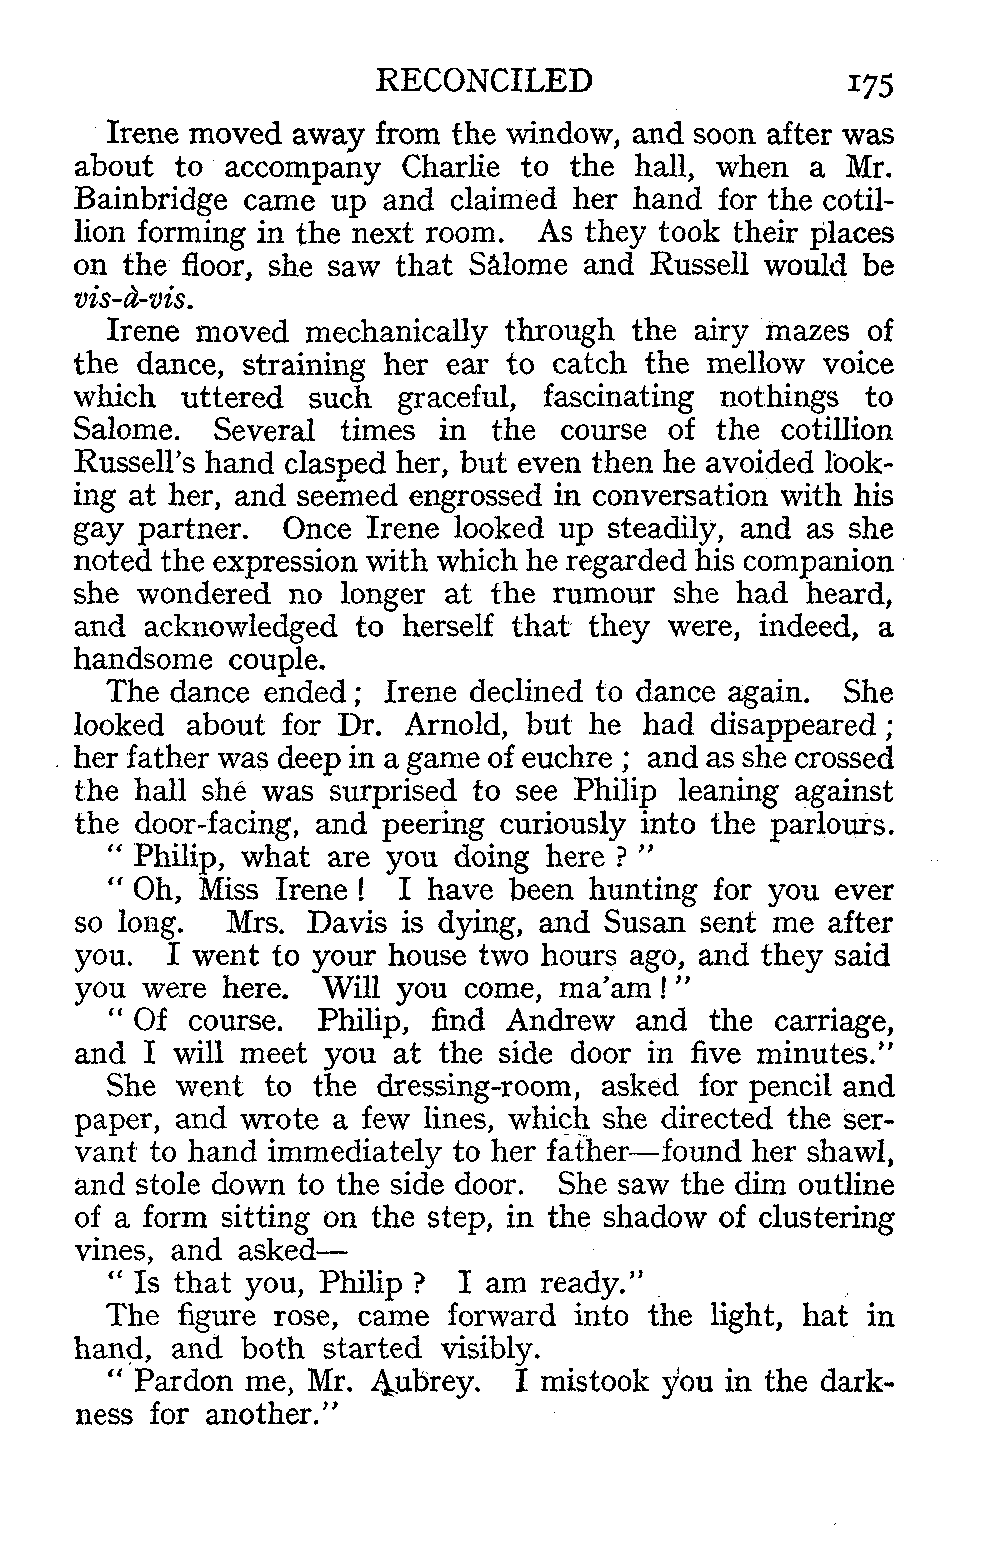 RECONCILED 175
Irene moved away from the window, and soon after was
about to accompany Charlie to the hall, when a Mr.
Bainbridge came up and claimed her hand for the cotil-
lion forming in the next room. As they took their places
on the floor, she saw that Sâlome and Russell would be
vis-à-vis.
Irene moved mechanically through the airy mazes of
the dance, straining her ear to catch the mellow voice
which uttered such graceful, fascinating nothings to
Salome. Several times in the course of the cotillion
Russell's hand clasped her, but even then he avoided look-
ing at her, and seemed engrossed in conversation with his
gay partner. Once Irene looked up steadily, and as she
noted the expression with which he regarded his companion
she wondered no longer at the rumour she had heard,
and acknowledged to herself that they were, indeed, a
handsome couple.
The dance ended; Irene declined to dance again. She
looked about for Dr. Arnold, but he had disappeared;
her father was deep in a game of euchre; and as she crossed
the hall she was surprised to see Philip leaning against
the door-facing, and peering curiously into the parlours.
"Philip, what are you doing here?"
"Oh, Miss Irene! I have been hunting for you ever
so long. Mrs. Davis is dying, and Susan sent me after
you. I went to your house two hours ago, and they said
you were here. Will you come, ma'am!"
"Of course. Philip, find Andrew and the carriage,
and I will meet you at the side door in five minutes."
She went to the dressing-room, asked for pencil and
paper, and wrote a few lines, which she directed the ser-
vant to hand immediately to her father—found her shawl,
and stole down to the side door. She saw the dim outline
of a form sitting on the step, in the shadow of clustering
vines, and asked—
"Is that you, Philip? I am ready."
The figure rose, came forward into the light, hat in
hand, and both started visibly.
"Pardon me, Mr. Aubrey. I mistook you in the dark-
ness for another."